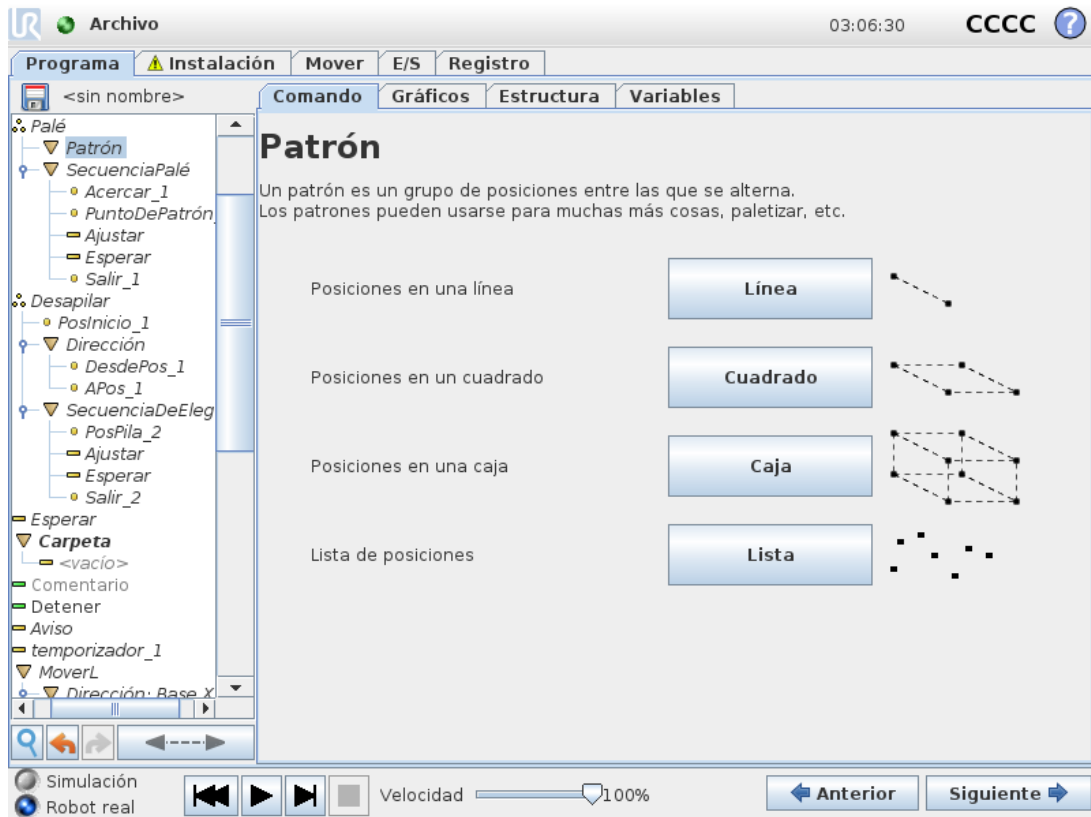 Archivo
03:06:30
CCCC
?
Programa
Instalación
Mover
E/S
Registro
<sin nombre>
Comando
Gráficos
Estructura
Variables
Palé
Patrón
SecuenciaPalé
Acercar_1
PuntoDePatrón_
Ajustar
Esperar
Salir_1
Desapilar
PosInicio_1
Dirección
DesdePos_1
APos_1
SecuenciaDeEleg
PosPila_2
Ajustar
Esperar
Salir_2
Esperar
Carpeta
<vacío>
Comentario
Detener
Aviso
temporizador_1
MoverL
Dirección: Base X
Patrón
Un patrón es un grupo de posiciones entre las que se alterna.
Los patrones pueden usarse para muchas más cosas, paletizar, etc.
Posiciones en una línea
Línea
Posiciones en un cuadrado
Cuadrado
Posiciones en una caja
Caja
Lista de posiciones
Lista
Simulación
Robot real
Velocidad
100%
Anterior
Siguiente